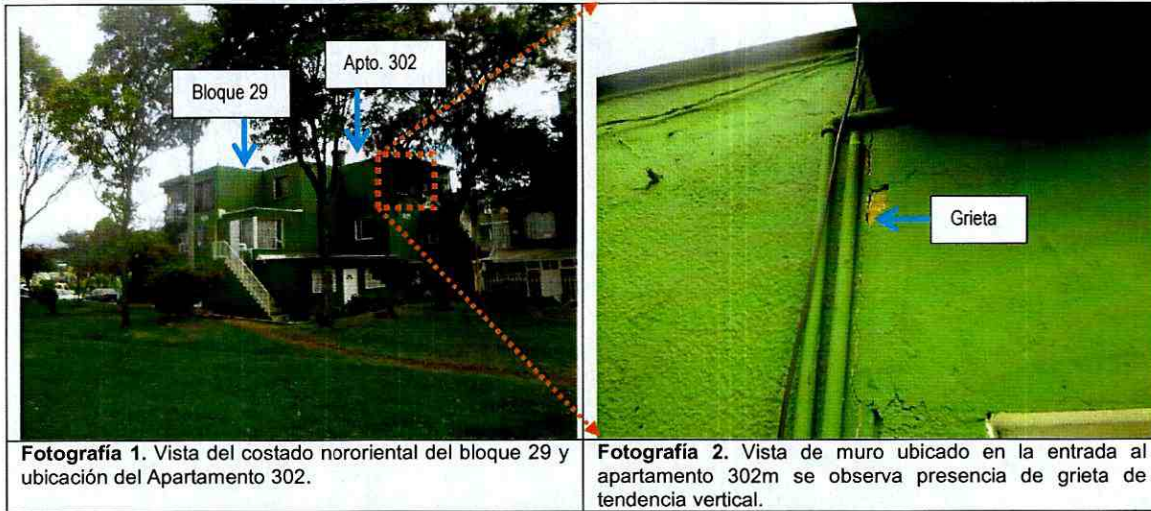 Bloque 29
Apto. 302
Grieta
Fotografía 1. Vista del costado nororiental del bloque 29 y
ubicación del Apartamento 302.
Fotografía 2. Vista de muro ubicado en la entrada al
apartamento 302m se observa presencia de grieta de
tendencia vertical.